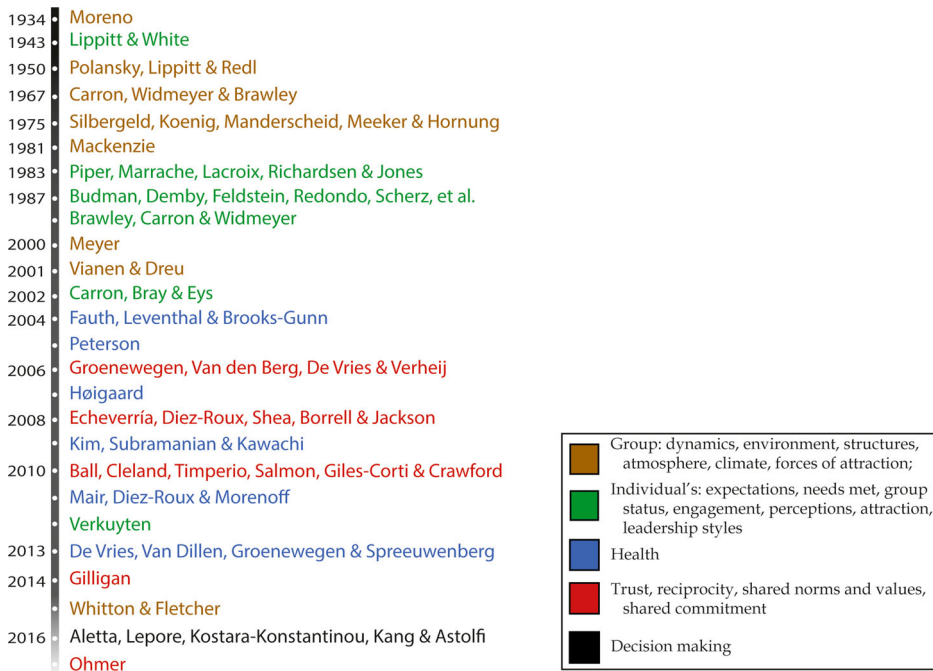 1934 Moreno
1943 Lippitt & White
1950 Polansky, Lippitt & Redl
1967 Carron, Widmeyer & Brawley
1975 Silbergeld, Koenig, Manderscheid, Meeker & Hornung
1981 Mackenzie
1983 Piper, Marrache, Lacroix, Richardsen & Jones
1987 Budman, Demby, Feldstein, Redondo, Scherz, et al.
Brawley, Carron & Widmeyer
2000 Meyer
2001 Vianen & Dreu
2002 Carron, Bray & Eys
2004 Fauth, Leventhal & Brooks-Gunn
Peterson
2006 Groenewegen, Van den Berg, De Vries & Verheij
Høigaard
2008 Echeverría, Diez-Roux, Shea, Borrell & Jackson
Kim, Subramanian & Kawachi
2010 Ball, Cleland, Timperio, Salmon, Giles-Corti & Crawford
Mair, Diez-Roux & Morenoff
Verkuyten
2013 De Vries, Van Dillen, Groenewegen & Spreeuwenberg
2014 Gilligan
Whitton & Fletcher
2016 Aletta, Lepore, Kostara-Konstantinou, Kang & Astolfi
Ohmer
Group: dynamics, environment, structures,
atmosphere, climate, forces of attraction;
Individual's: expectations, needs met, group
status, engagement, perceptions, attraction,
leadership styles
Health
Trust, reciprocity, shared norms and values,
shared commitment
Decision making